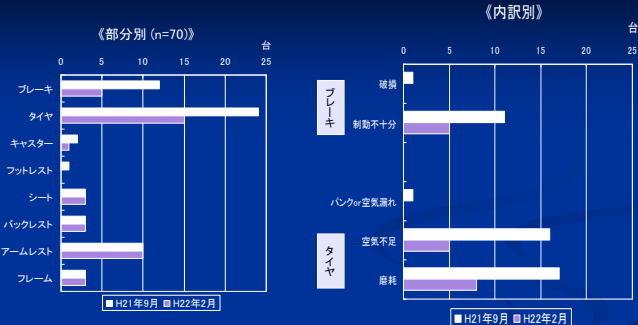 《部分別 (n=70)》
台
0 5 10 15 20 25
ブレーキ
タイヤ
キャスター
フットレスト
シート
バックレスト
アームレスト
フレーム
H21年9月 H22年2月
《内訳別》
台
0 5 10 15 20 25
ブレーキ
破損
制動不十分
パンクor空気漏れ
タイヤ
空気不足
磨耗
H21年9月 H22年2月